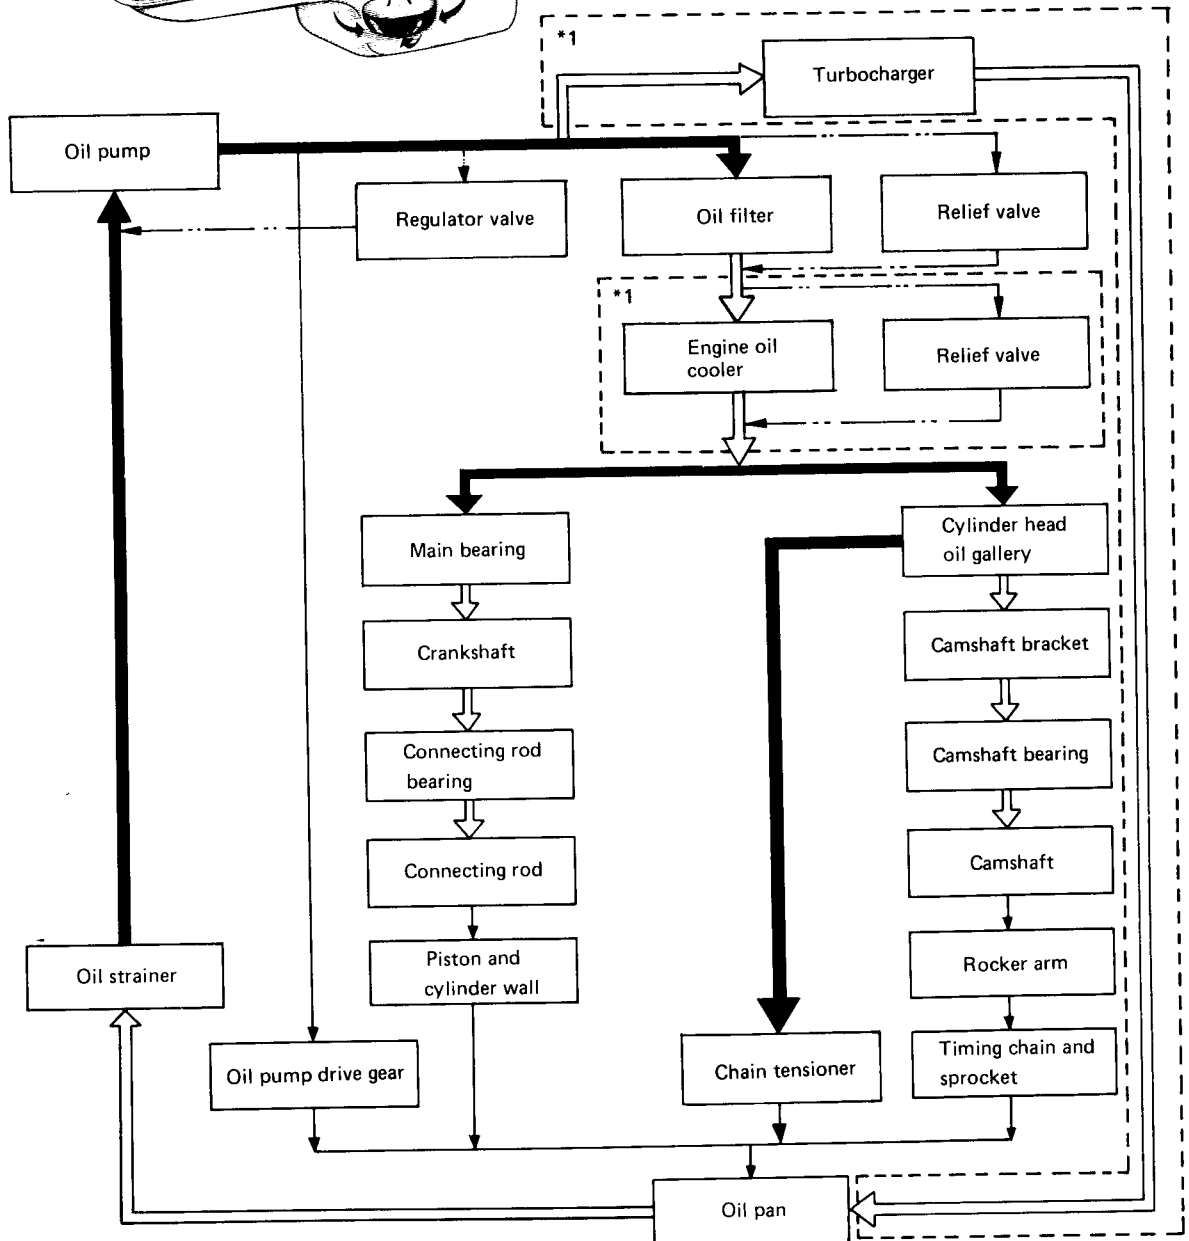 *1
Turbocharger
Oil pump
Regulator valve
Oil filter
Relief valve
*1
Engine oil
cooler
Relief valve
Main bearing
Cylinder head
oil gallery
Crankshaft
Camshaft bracket
Connecting rod
bearing
Camshaft bearing
Connecting rod
Camshaft
Oil strainer
Piston and
cylinder wall
Rocker arm
Oil pump drive gear
Chain tensioner
Timing chain and
sprocket
Oil pan